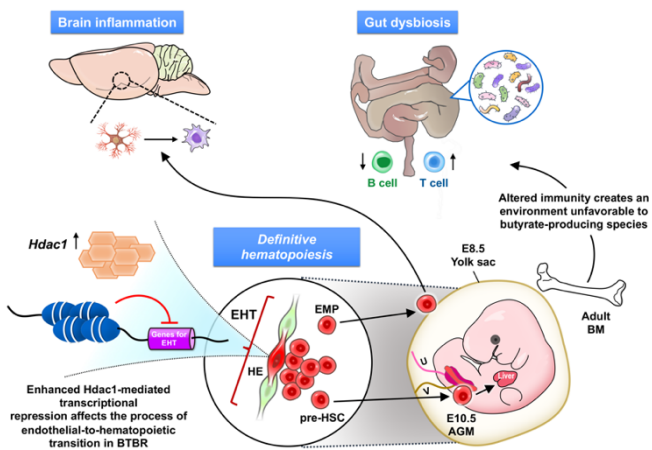 Brain inflammation
Gut dysbiosis
B cell
T cell
Altered immunity creates an
environment unfavorable to
butyrate-producing species
Hdac1
Definitive
hematopoiesis
E8.5
Yolk sac
Adult
BM
EHT
EMP
Genes for
EHT
HE
U
Liver
V
Enhanced Hdac1-mediated
transcriptional
repression affects the process of
endothelial-to-hematopoietic
transition in BTBR
pre-HSC
E10.5
AGM